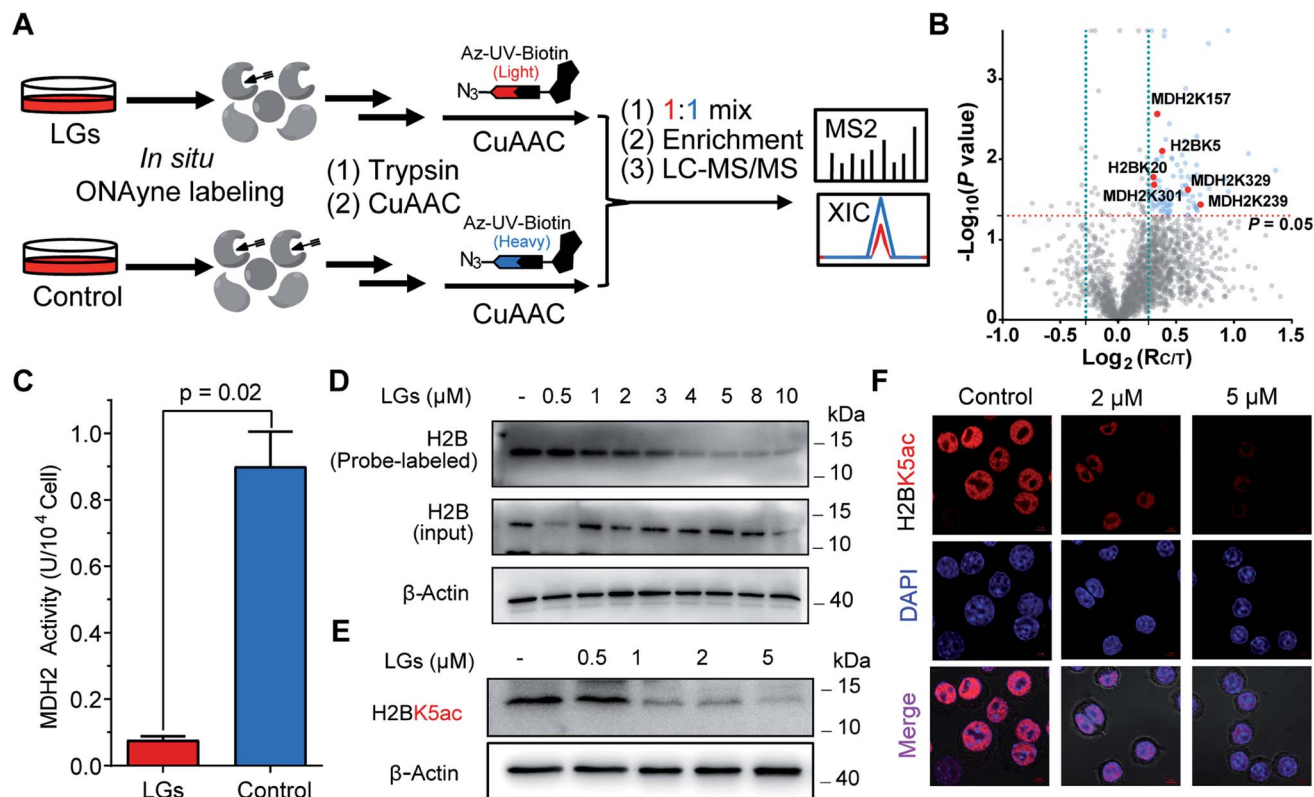 A
LGs
In situ
ONAyne labeling
Control
(1) Trypsin
(2) CuAAC
Az-UV-Biotin
(Light)
N3
CuAAC
Az-UV-Biotin
(Heavy)
N3
CuAAC
(1) 1:1 mix
(2) Enrichment
(3) LC-MS/MS
MS2
XIC
B
-Log10(P value)
3
2
1
0
MDH2K157
H2BK5
H2BK20
MDH2K301
MDH2K329
MDH2K239
P = 0.05
-1.0
-0.5
0.0
0.5
1.0
1.5
Log2 (RC/T)
C
p = 0.02
MDH2 Activity (U/10^4 Cell)
1.0
0.8
0.6
0.4
0.2
0.0
LGs
Control
D
LGs (μM) - 0.5 1 2 3 4 5 8 10
kDa
H2B
(Probe-labeled)
15
10
H2B
(input)
15
10
β-Actin
40
E
LGs (μM) - 0.5 1 2 5
kDa
H2BK5ac
15
10
β-Actin
40
F
Control 2 μM 5 μM
H2BK5ac
DAPI
Merge